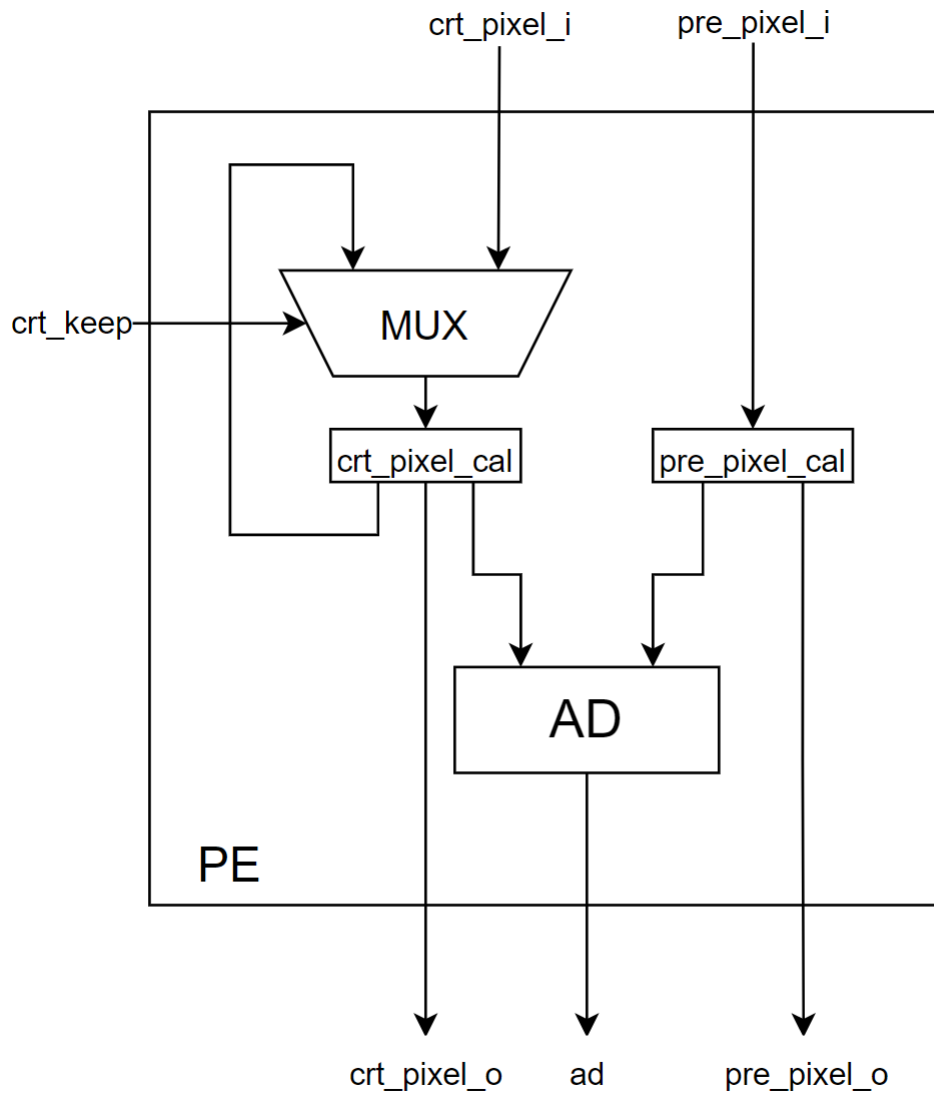 crt_pixel_i
pre_pixel_i
crt_keep
MUX
crt_pixel_cal
pre_pixel_cal
AD
PE
crt_pixel_o
ad
pre_pixel_o